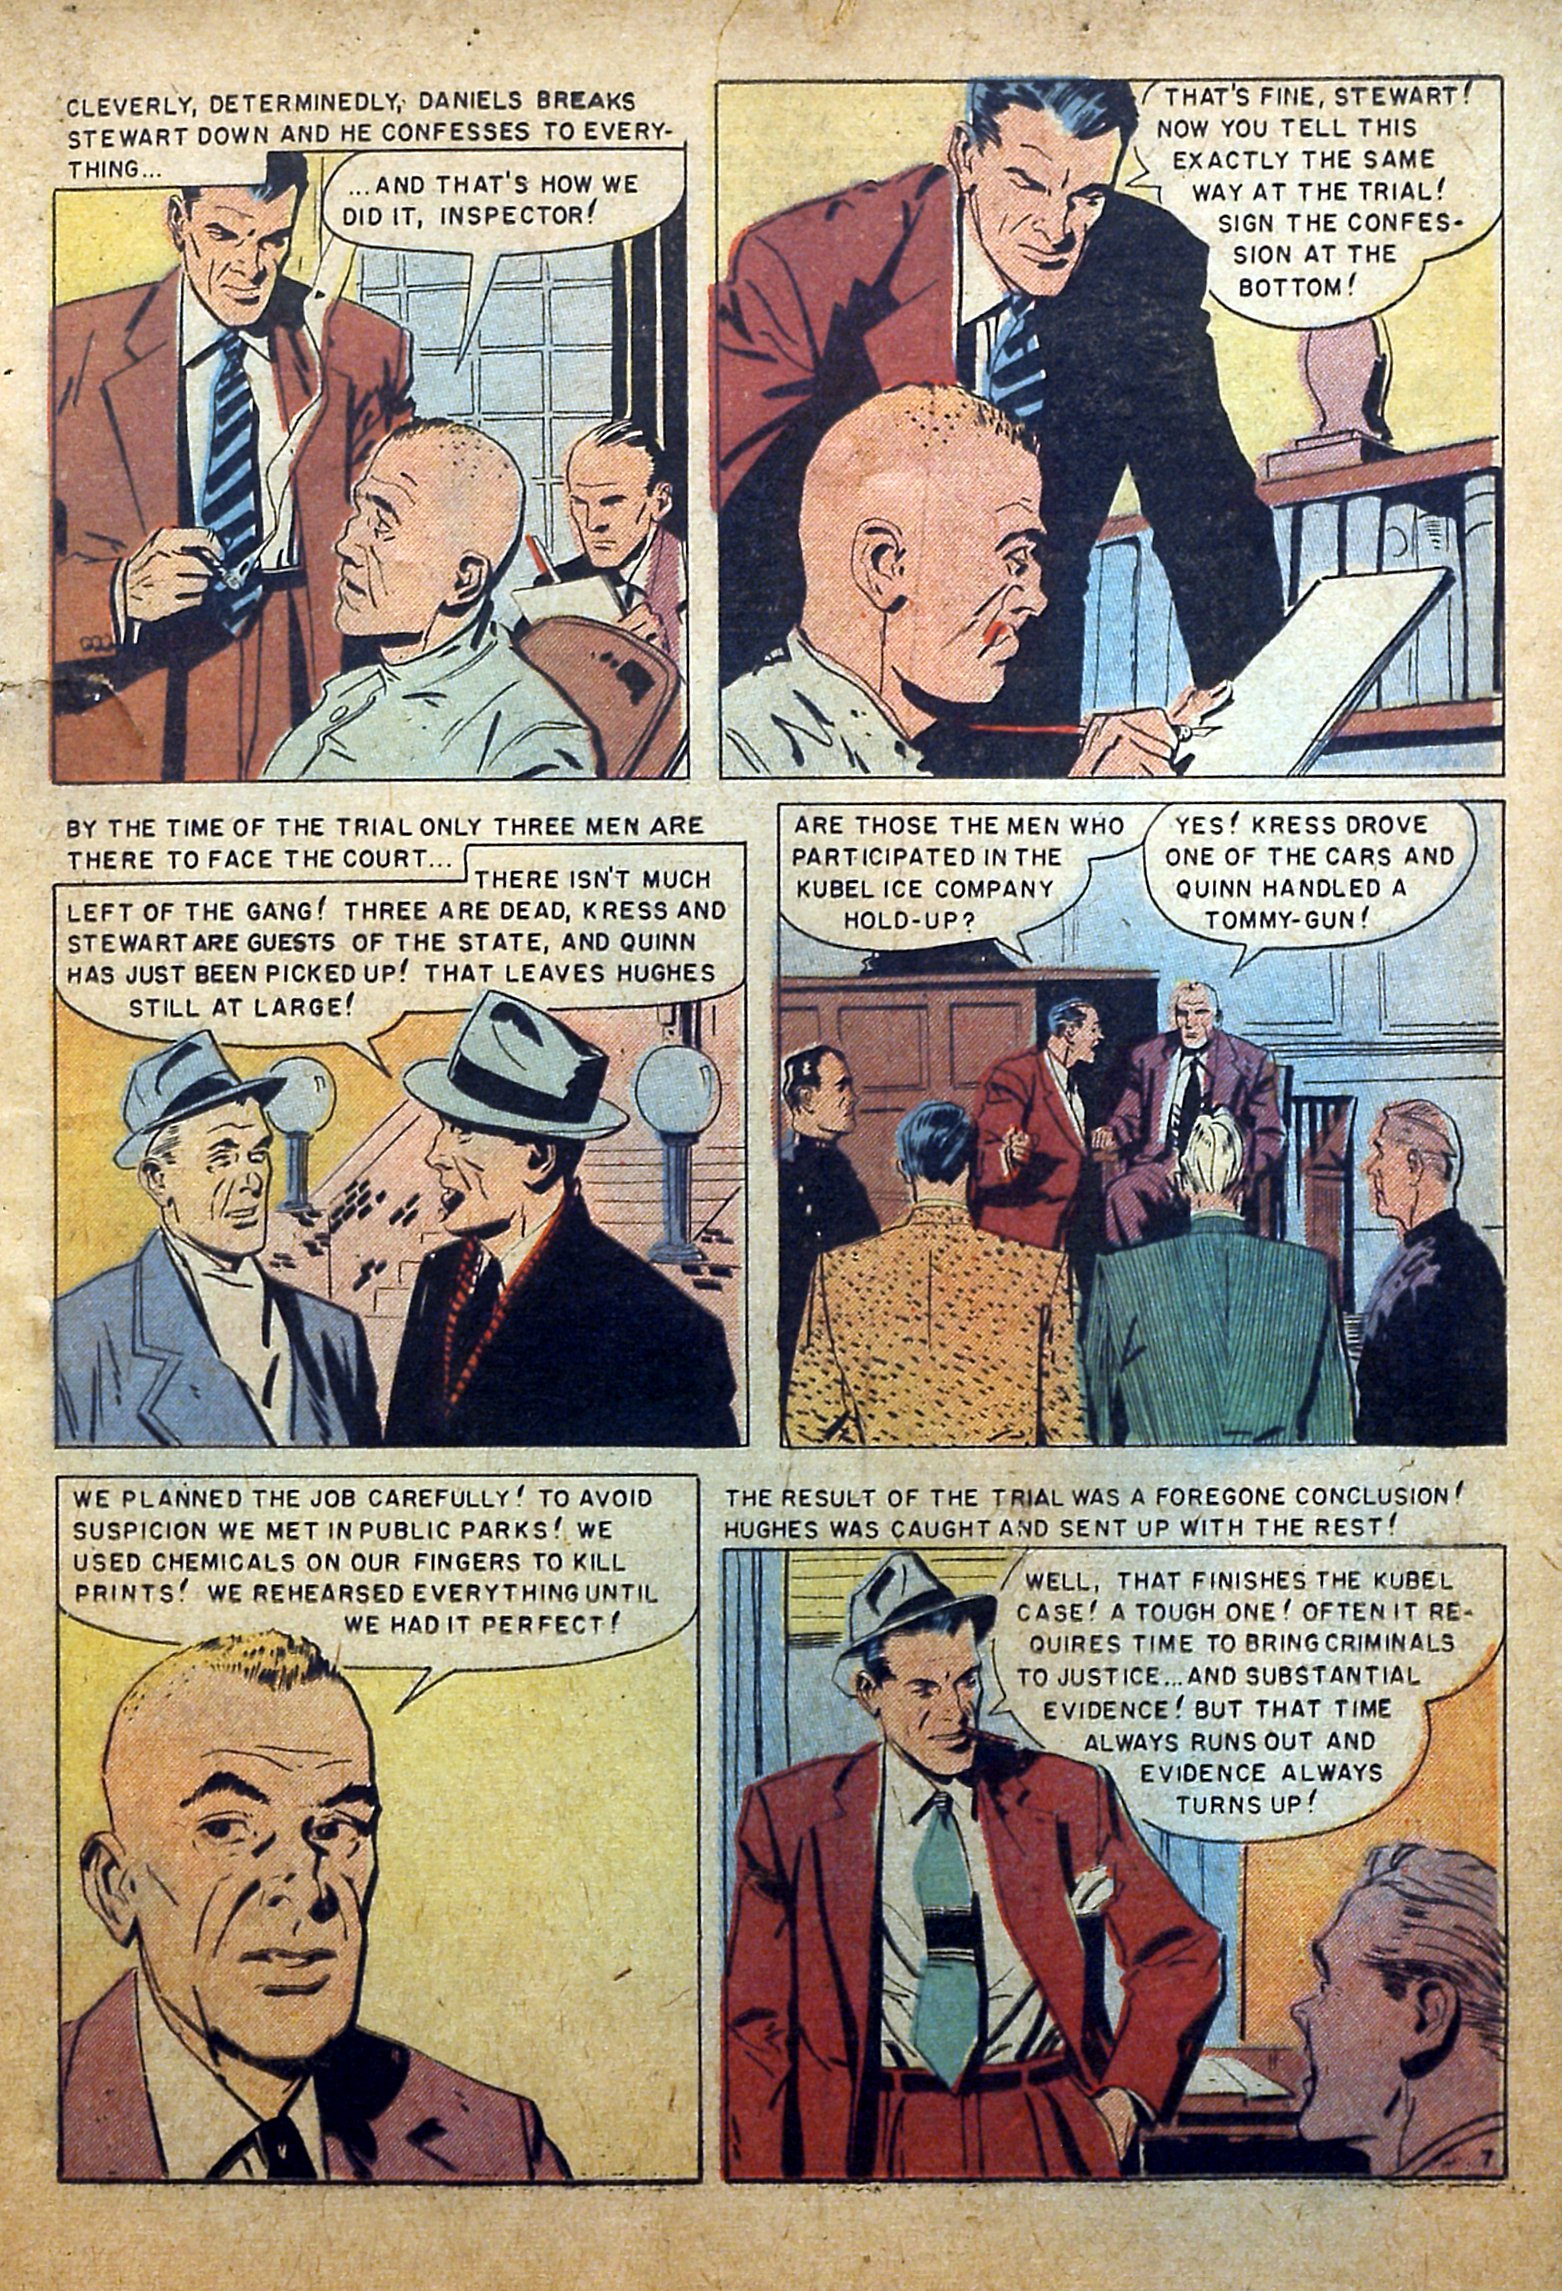 CLEVERLY, DETERMINEDLY, DANIELS BREAKS
STEWART DOWN AND HE CONFESSES TO EVERY-
THING...
...AND THAT'S HOW WE
DID IT, INSPECTOR!
THAT'S FINE, STEWART!
NOW YOU TELL THIS
EXACTLY THE SAME
WAY AT THE TRIAL!
SIGN THE CONFES-
SION AT THE
BOTTOM!
BY THE TIME OF THE TRIAL ONLY THREE MEN ARE
THERE TO FACE THE COURT...
THERE ISN'T MUCH
LEFT OF THE GANG! THREE ARE DEAD, KRESS AND
STEWART ARE GUESTS OF THE STATE, AND QUINN
HAS JUST BEEN PICKED UP! THAT LEAVES HUGHES
STILL AT LARGE!
ARE THOSE THE MEN WHO
PARTICIPATED IN THE
KUBEL ICE COMPANY
HOLD-UP?
YES! KRESS DROVE
ONE OF THE CARS AND
QUINN HANDLED A
TOMMY-GUN!
WE PLANNED THE JOB CAREFULLY! TO AVOID
SUSPICION WE MET IN PUBLIC PARKS! WE
USED CHEMICALS ON OUR FINGERS TO KILL
PRINTS! WE REHEARSED EVERYTHING UNTIL
WE HAD IT PERFECT!
THE RESULT OF THE TRIAL WAS A FOREGONE CONCLUSION!
HUGHES WAS CAUGHT AND SENT UP WITH THE REST!
WELL, THAT FINISHES THE KUBEL
CASE! A TOUGH ONE! OFTEN IT RE-
QUIRES TIME TO BRING CRIMINALS
TO JUSTICE...AND SUBSTANTIAL
EVIDENCE! BUT THAT TIME
ALWAYS RUNS OUT AND
EVIDENCE ALWAYS
TURNS UP!
7